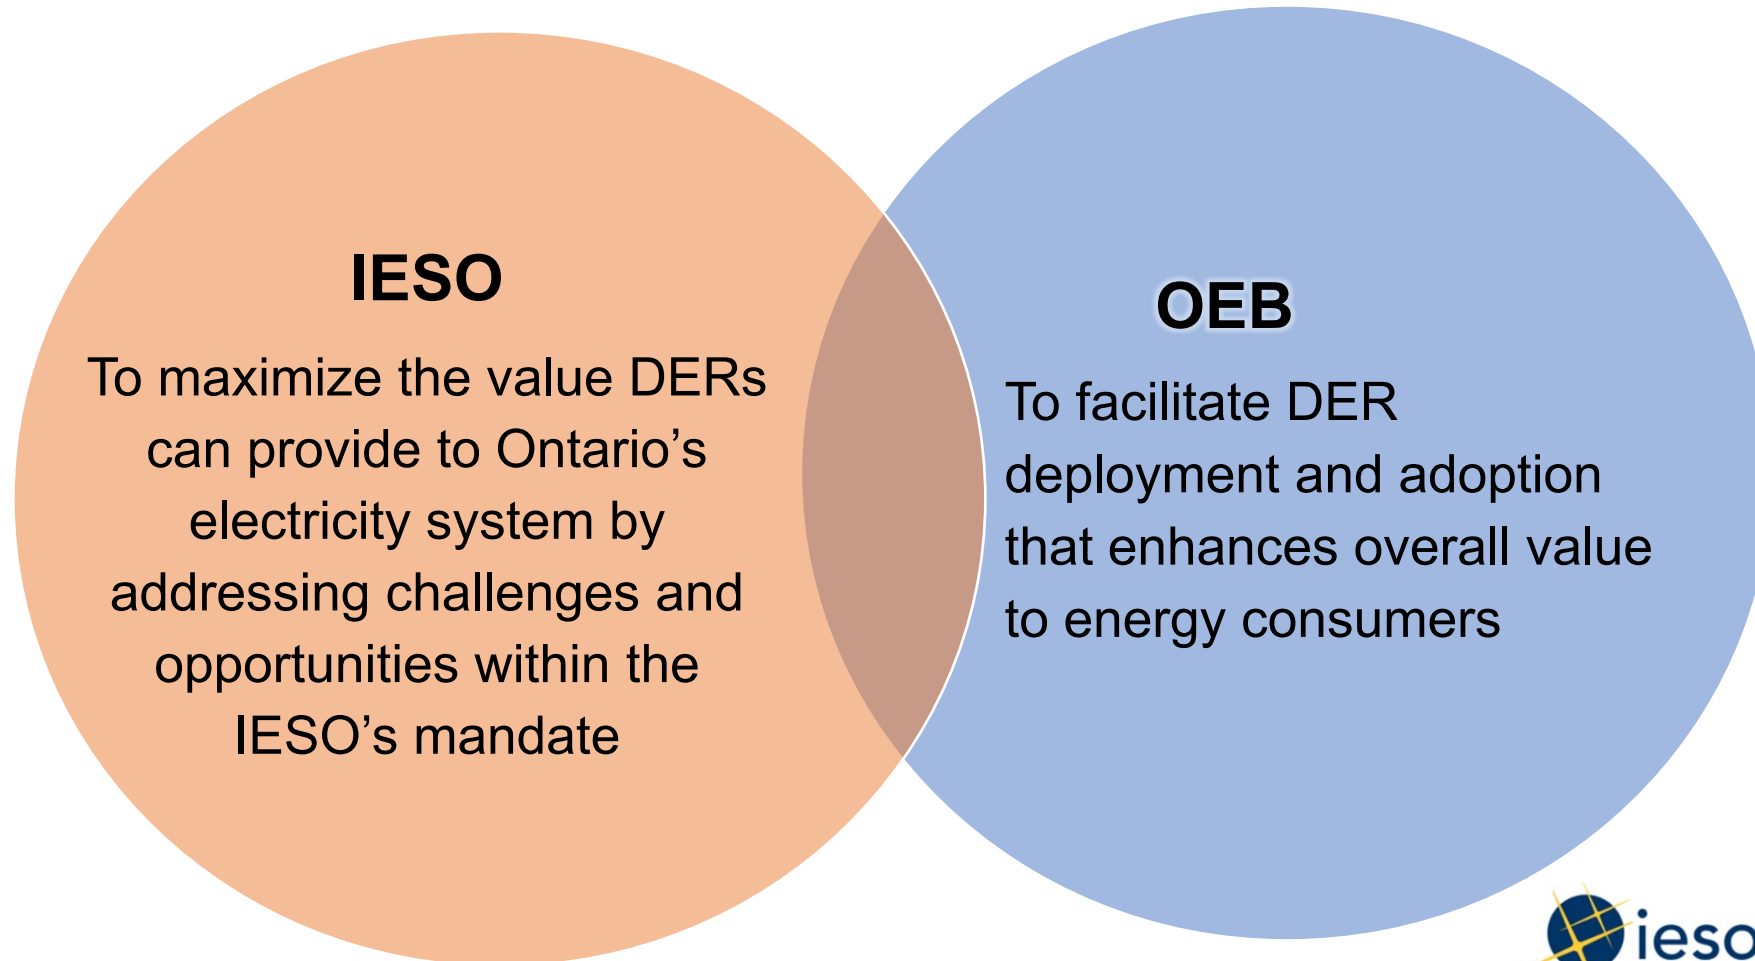 IESO
To maximize the value DERs
can provide to Ontario’s
electricity system by
addressing challenges and
opportunities within the
IESO’s mandate
OEB
To facilitate DER
deployment and adoption
that enhances overall value
to energy consumers
ieso